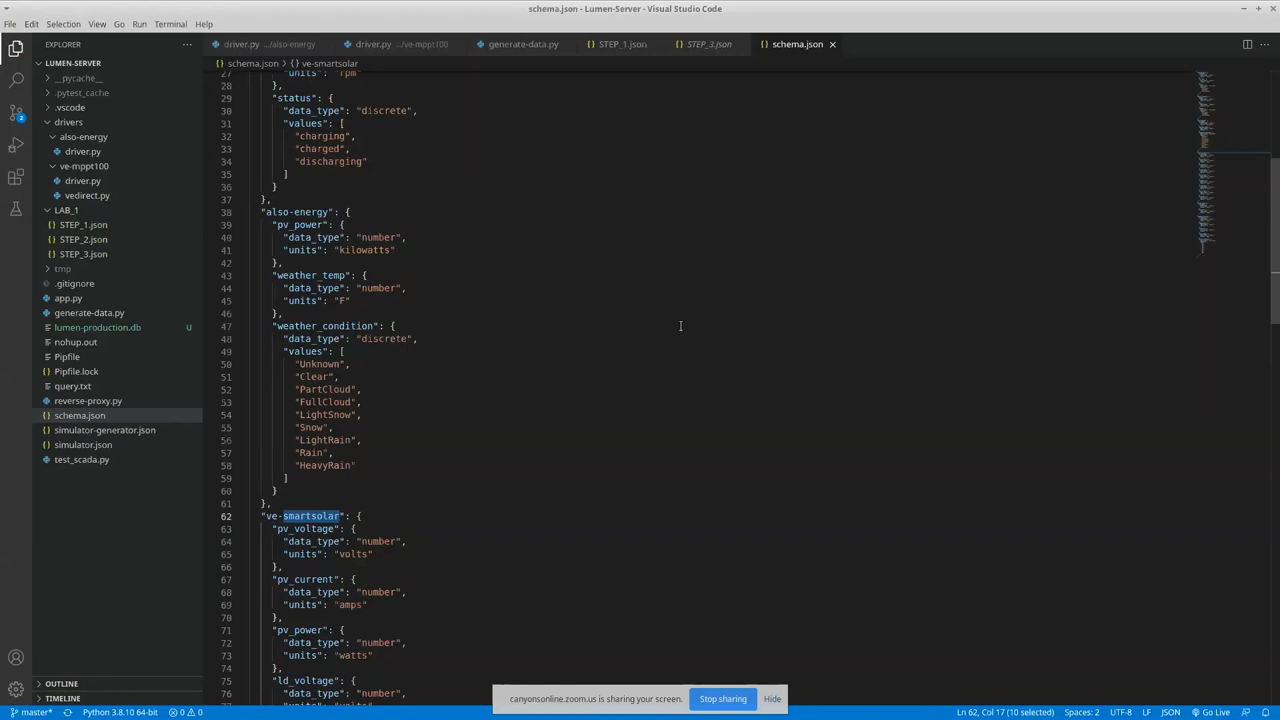 schema.json - Lumen-Server - Visual Studio Code
File Edit Selection View Go Run Terminal Help
EXPLORER
driver.py .../also-energy
driver.py .../ve-mppt100
generate-data.py
STEP_1.json
STEP_3.json
schema.json
LUMEN-SERVER
__pycache__
.pytest_cache
.vscode
drivers
also-energy
driver.py
ve-mppt100
driver.py
vedirect.py
LAB_1
STEP_1.json
STEP_2.json
STEP_3.json
tmp
.gitignore
app.py
generate-data.py
lumen-production.db U
nohup.out
Pipfile
Pipfile.lock
query.txt
reverse-proxy.py
schema.json
simulator-generator.json
simulator.json
test_scada.py
OUTLINE
TIMELINE
2
schema.json > {} ve-smartsolar
27 "units": "rpm"
28 },
29 "status": {
30 "data_type": "discrete",
31 "values": [
32 "charging",
33 "charged",
34 "discharging"
35 ]
36 }
37 },
38 "also-energy": {
39 "pv_power": {
40 "data_type": "number",
41 "units": "kilowatts"
42 },
43 "weather_temp": {
44 "data_type": "number",
45 "units": "F"
46 },
47 "weather_condition": {
48 "data_type": "discrete",
49 "values": [
50 "Unknown",
51 "Clear",
52 "PartCloud",
53 "FullCloud",
54 "LightSnow",
55 "Snow",
56 "LightRain",
57 "Rain",
58 "HeavyRain"
59 ]
60 }
61 },
62 "ve-smartsolar": {
63 "pv_voltage": {
64 "data_type": "number",
65 "units": "volts"
66 },
67 "pv_current": {
68 "data_type": "number",
69 "units": "amps"
70 },
71 "pv_power": {
72 "data_type": "number",
73 "units": "watts"
74 },
75 "ld_voltage": {
76 "data_type": "number",
canyonsonline.zoom.us is sharing your screen. Stop sharing Hide
master* Python 3.8.10 64-bit 0 0 Ln 62, Col 17 (10 selected) Spaces: 2 UTF-8 LF JSON Go Live